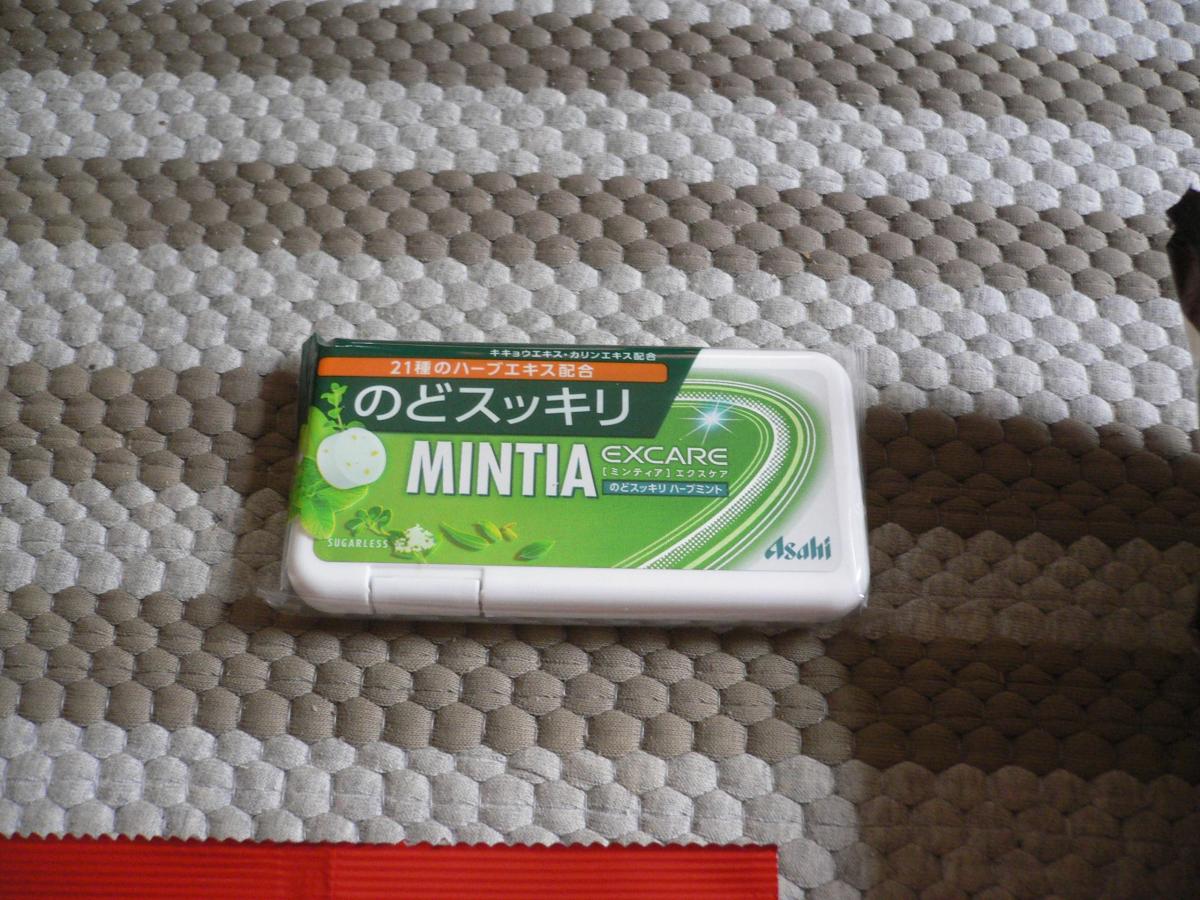 キキョウエキス・カリンエキス配合
21種のハーブエキス配合
のどスッキリ
MINTIA EXCARE
[ミンティア] エクスケア
のどスッキリ ハーブミント
SUGARLESS
Asahi